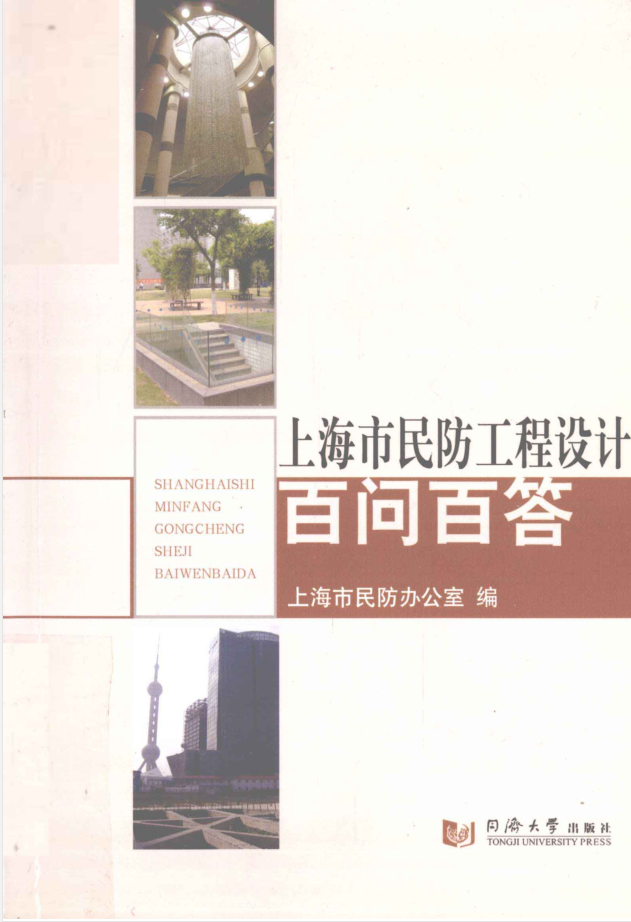 上海市民防工程设计
百问百答
SHANGHAISHI
MINFANG
GONGCHENG
SHEJI
BAIWENBAIDA
上海市民防办公室 编
同济大学出版社
TONGJI UNIVERSITY PRESS